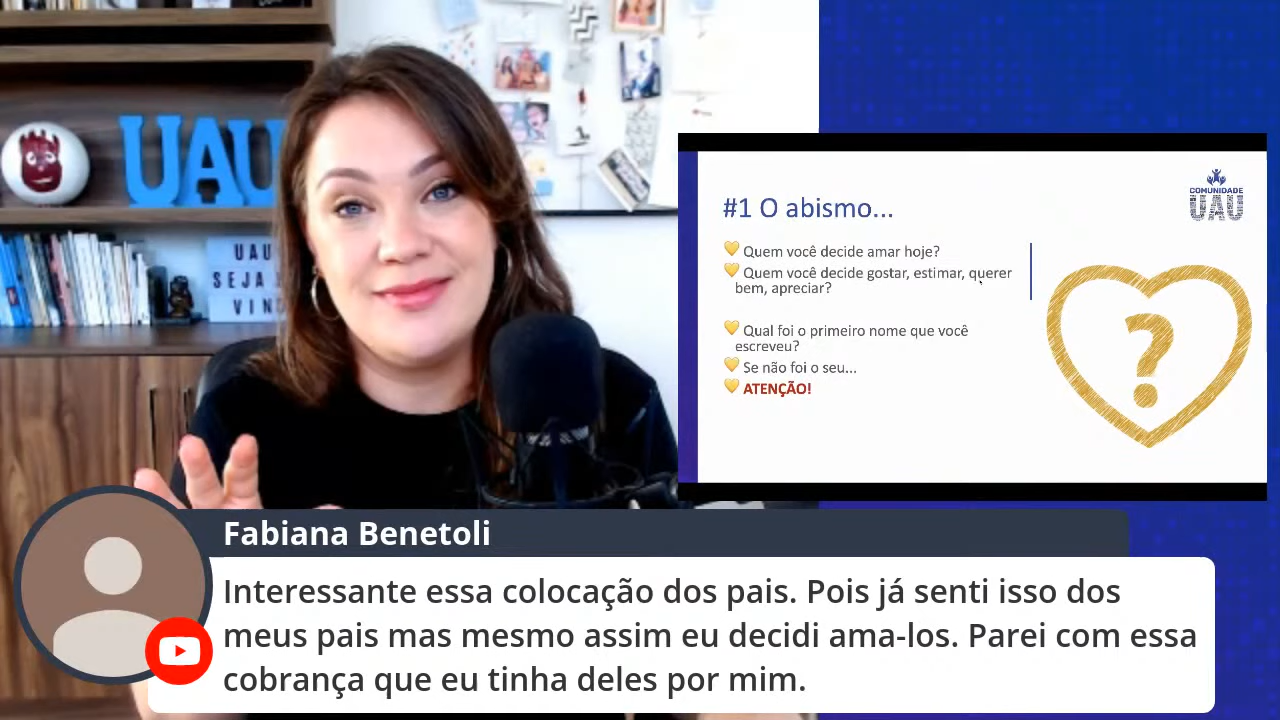 UAU
UAU
SEJA
VIN
COMUNIDADE
UAU
#1 O abismo...
Quem você decide amar hoje?
Quem você decide gostar, estimar, querer
bem, apreciar?
Qual foi o primeiro nome que você
escreveu?
Se não foi o seu...
ATENÇÃO!
?
Fabiana Benetoli
Interessante essa colocação dos pais. Pois já senti isso dos
meus pais mas mesmo assim eu decidi ama-los. Parei com essa
cobrança que eu tinha deles por mim.